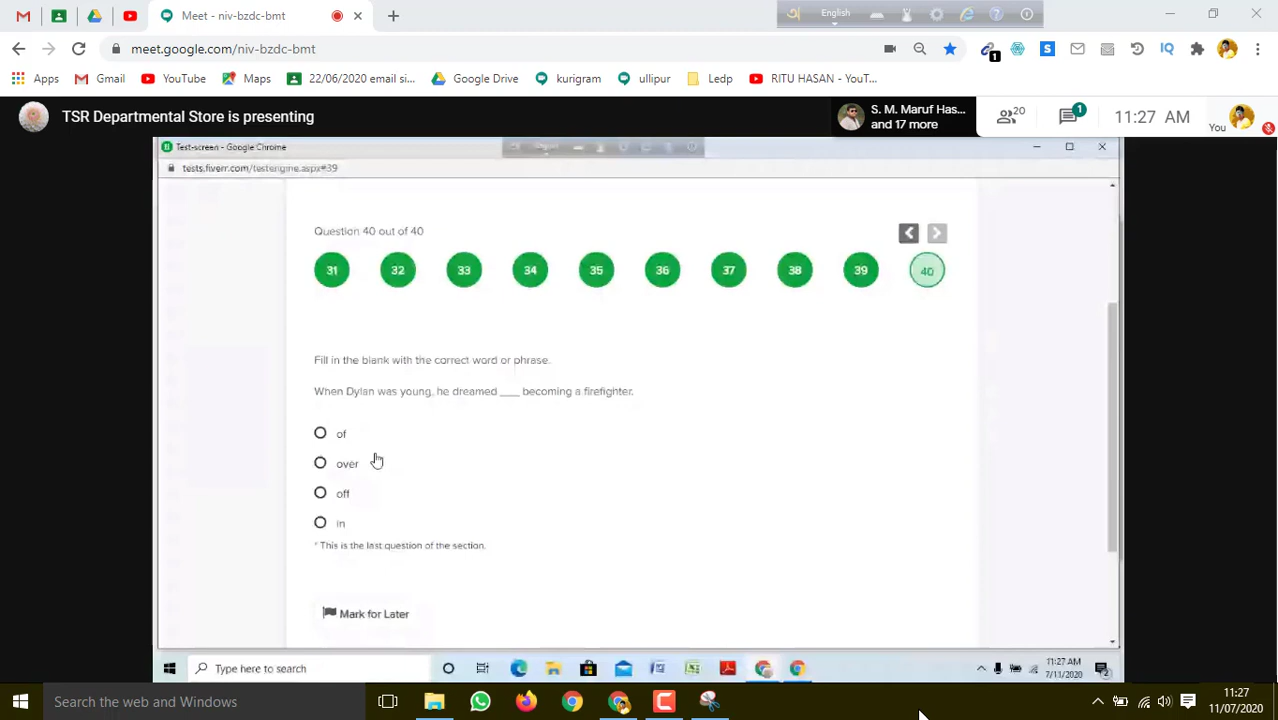 Meet - niv-bzdc-bmt
English
meet.google.com/niv-bzdc-bmt
1
IQ
Apps
Gmail
YouTube
Maps
22/06/2020 email si...
Google Drive
kurigram
ullipur
Ledp
RITU HASAN - YouT...
TSR Departmental Store is presenting
S. M. Maruf Has...
and 17 more
20
1
11:27 AM
You
Test-screen - Google Chrome
tests.fiverr.com/testengine.aspx#39
Question 40 out of 40
31
32
33
34
35
36
37
38
39
40
Fill in the blank with the correct word or phrase.
When Dylan was young, he dreamed ___ becoming a firefighter.
of
over
off
in
* This is the last question of the section.
Mark for Later
Type here to search
11:27 AM
7/11/2020
2
Search the web and Windows
11:27
11/07/2020